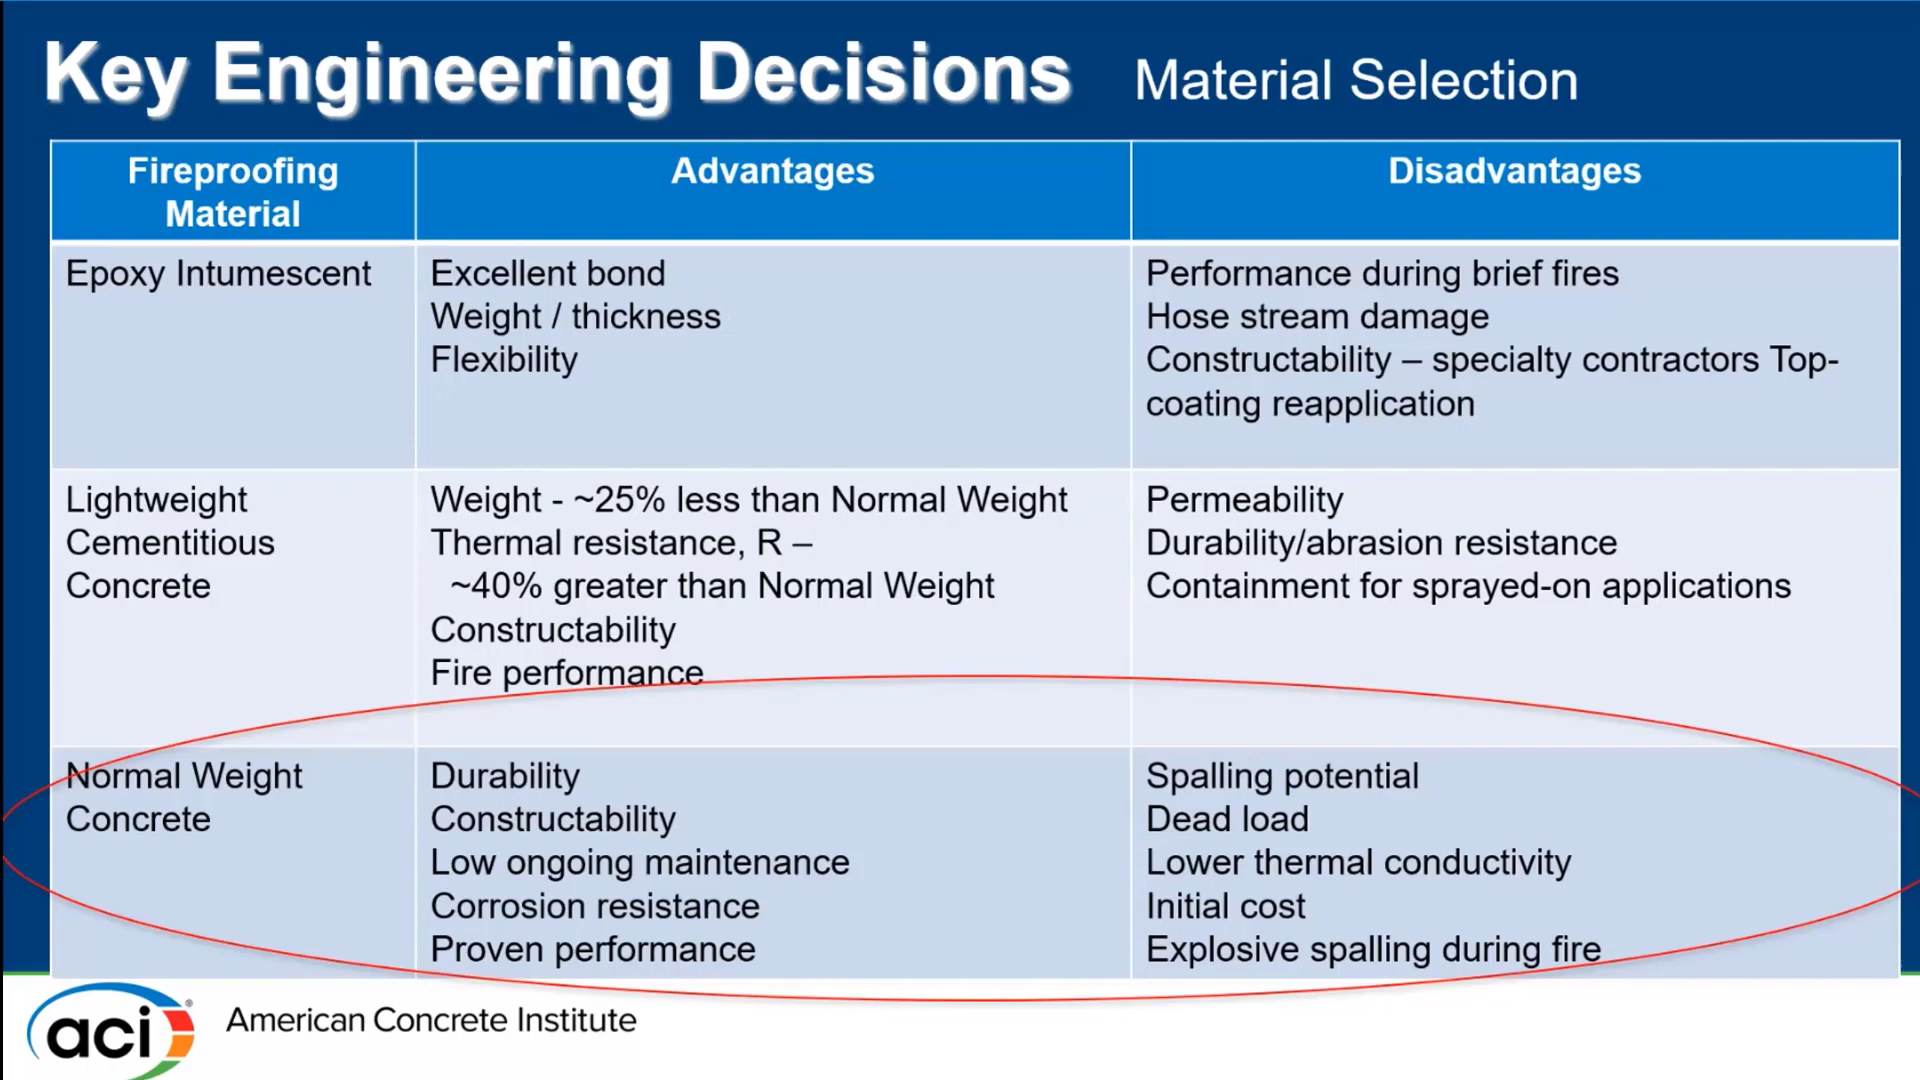 Key Engineering Decisions Material Selection
Fireproofing
Material
Advantages
Disadvantages
Epoxy Intumescent
Excellent bond
Weight / thickness
Flexibility
Performance during brief fires
Hose stream damage
Constructability – specialty contractors Top-
coating reapplication
Lightweight
Cementitious
Concrete
Weight - ~25% less than Normal Weight
Thermal resistance, R –
~40% greater than Normal Weight
Constructability
Fire performance
Permeability
Durability/abrasion resistance
Containment for sprayed-on applications
Normal Weight
Concrete
Durability
Constructability
Low ongoing maintenance
Corrosion resistance
Proven performance
Spalling potential
Dead load
Lower thermal conductivity
Initial cost
Explosive spalling during fire
aci®
American Concrete Institute